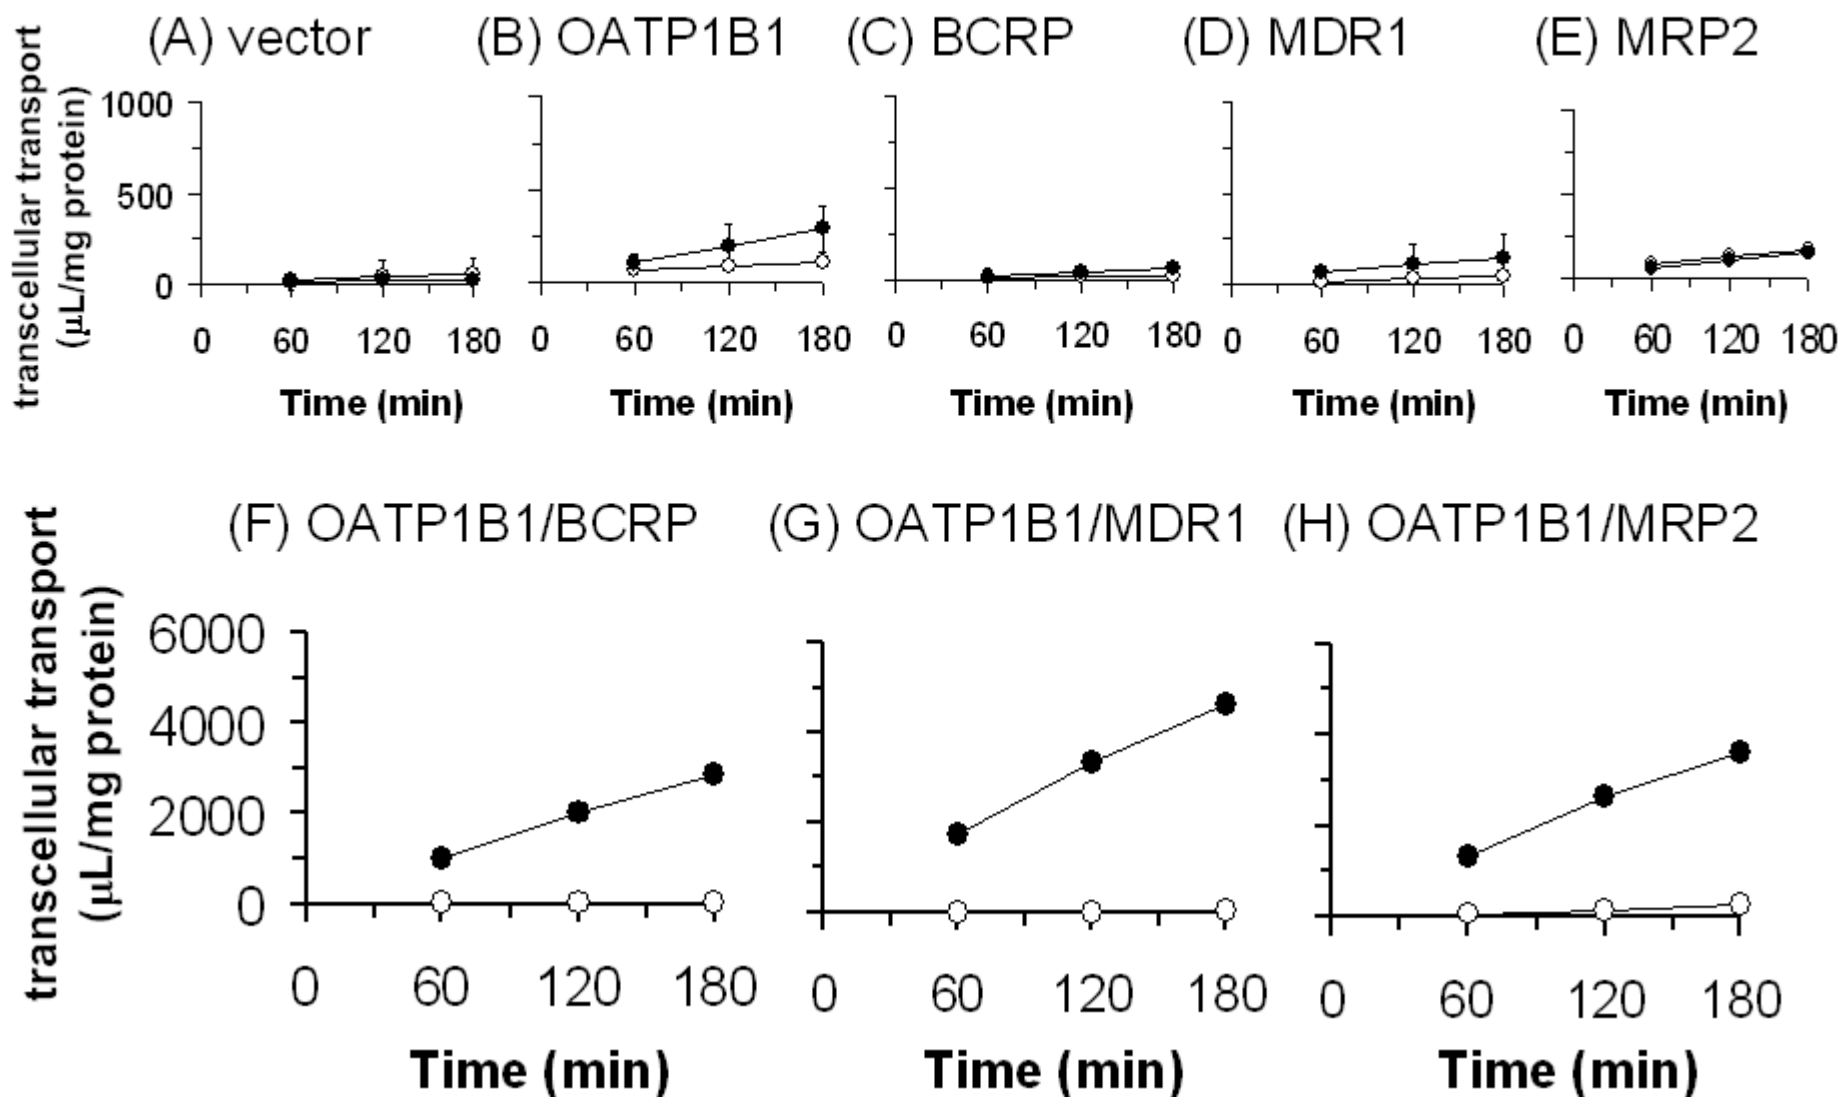 (A) vector (B) OATP1B1 (C) BCRP (D) MDR1 (E) MRP2
transcellular transport
(µL/mg protein)
1000
500
0
0 60 120 180 0 60 120 180 0 60 120 180 0 60 120 180 0 60 120 180
Time (min) Time (min) Time (min) Time (min) Time (min)
(F) OATP1B1/BCRP (G) OATP1B1/MDR1 (H) OATP1B1/MRP2
transcellular transport
(µL/mg protein)
6000
4000
2000
0
0 60 120 180 0 60 120 180 0 60 120 180
Time (min) Time (min) Time (min)